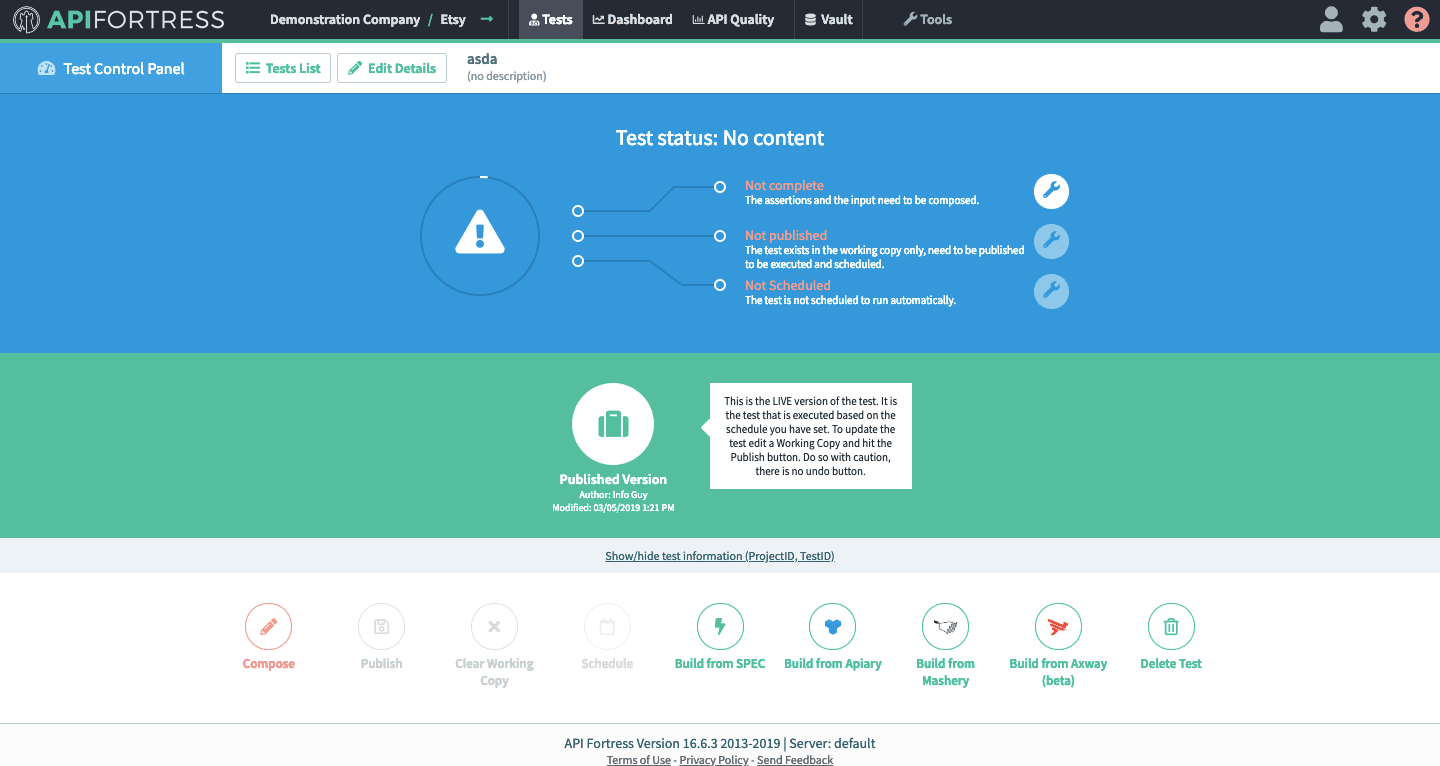 APIFORTRESS
Demonstration Company / Etsy → Tests Dashboard API Quality Vault Tools ?
Test Control Panel
Tests List
Edit Details
asda
(no description)
Test status: No content
Not complete
The assertions and the input need to be composed.
Not published
The test exists in the working copy only, need to be published
to be executed and scheduled.
Not Scheduled
The test is not scheduled to run automatically.
Published Version
Author: Info Guy
Modified: 03/05/2019 1:21 PM
This is the LIVE version of the test. It is
the test that is executed based on the
schedule you have set. To update the
test edit a Working Copy and hit the
Publish button. Do so with caution,
there is no undo button.
Show/hide test information (ProjectID, TestID)
Compose
Publish
Clear Working
Copy
Schedule
Build from SPEC
Build from Apiary
Build from
Mashery
Build from Axway
(beta)
Delete Test
API Fortress Version 16.6.3 2013-2019 | Server: default
Terms of Use - Privacy Policy - Send Feedback